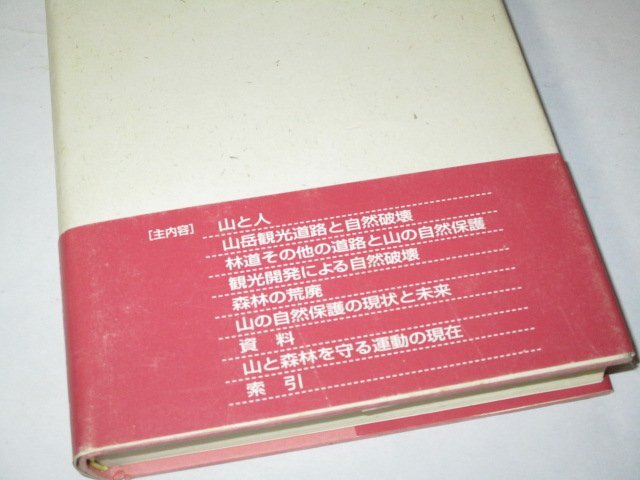 [主内容] 山と人
山岳観光道路と自然破壊
林道その他の道路と山の自然保護
観光開発による自然破壊
森林の荒廃
山の自然保護の現状と未来
資料
山と森林を守る運動の現在
索引